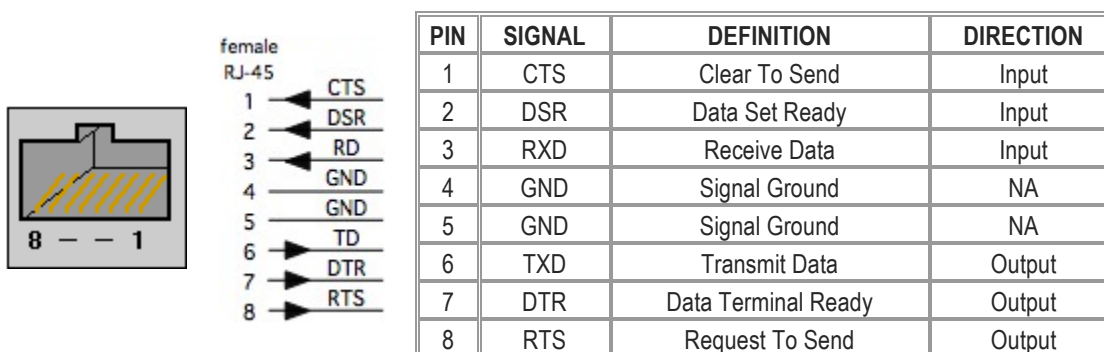 8 – – 1
female
RJ-45
1 CTS
2 DSR
3 RD
4 GND
5 GND
6 TD
7 DTR
8 RTS
PIN SIGNAL DEFINITION DIRECTION
1 CTS Clear To Send Input
2 DSR Data Set Ready Input
3 RXD Receive Data Input
4 GND Signal Ground NA
5 GND Signal Ground NA
6 TXD Transmit Data Output
7 DTR Data Terminal Ready Output
8 RTS Request To Send Output